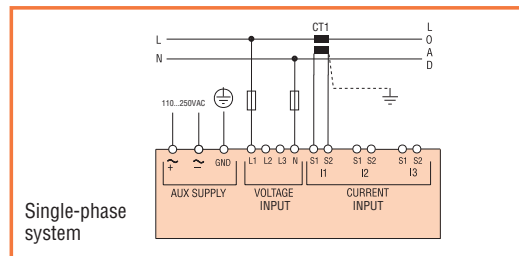 CT1
L
N
L
O
A
D
110...250VAC
GND L1 L2 L3 N S1 S2 S1 S2 S1 S2
I1 I2 I3
AUX SUPPLY VOLTAGE INPUT CURRENT INPUT
Single-phase
system